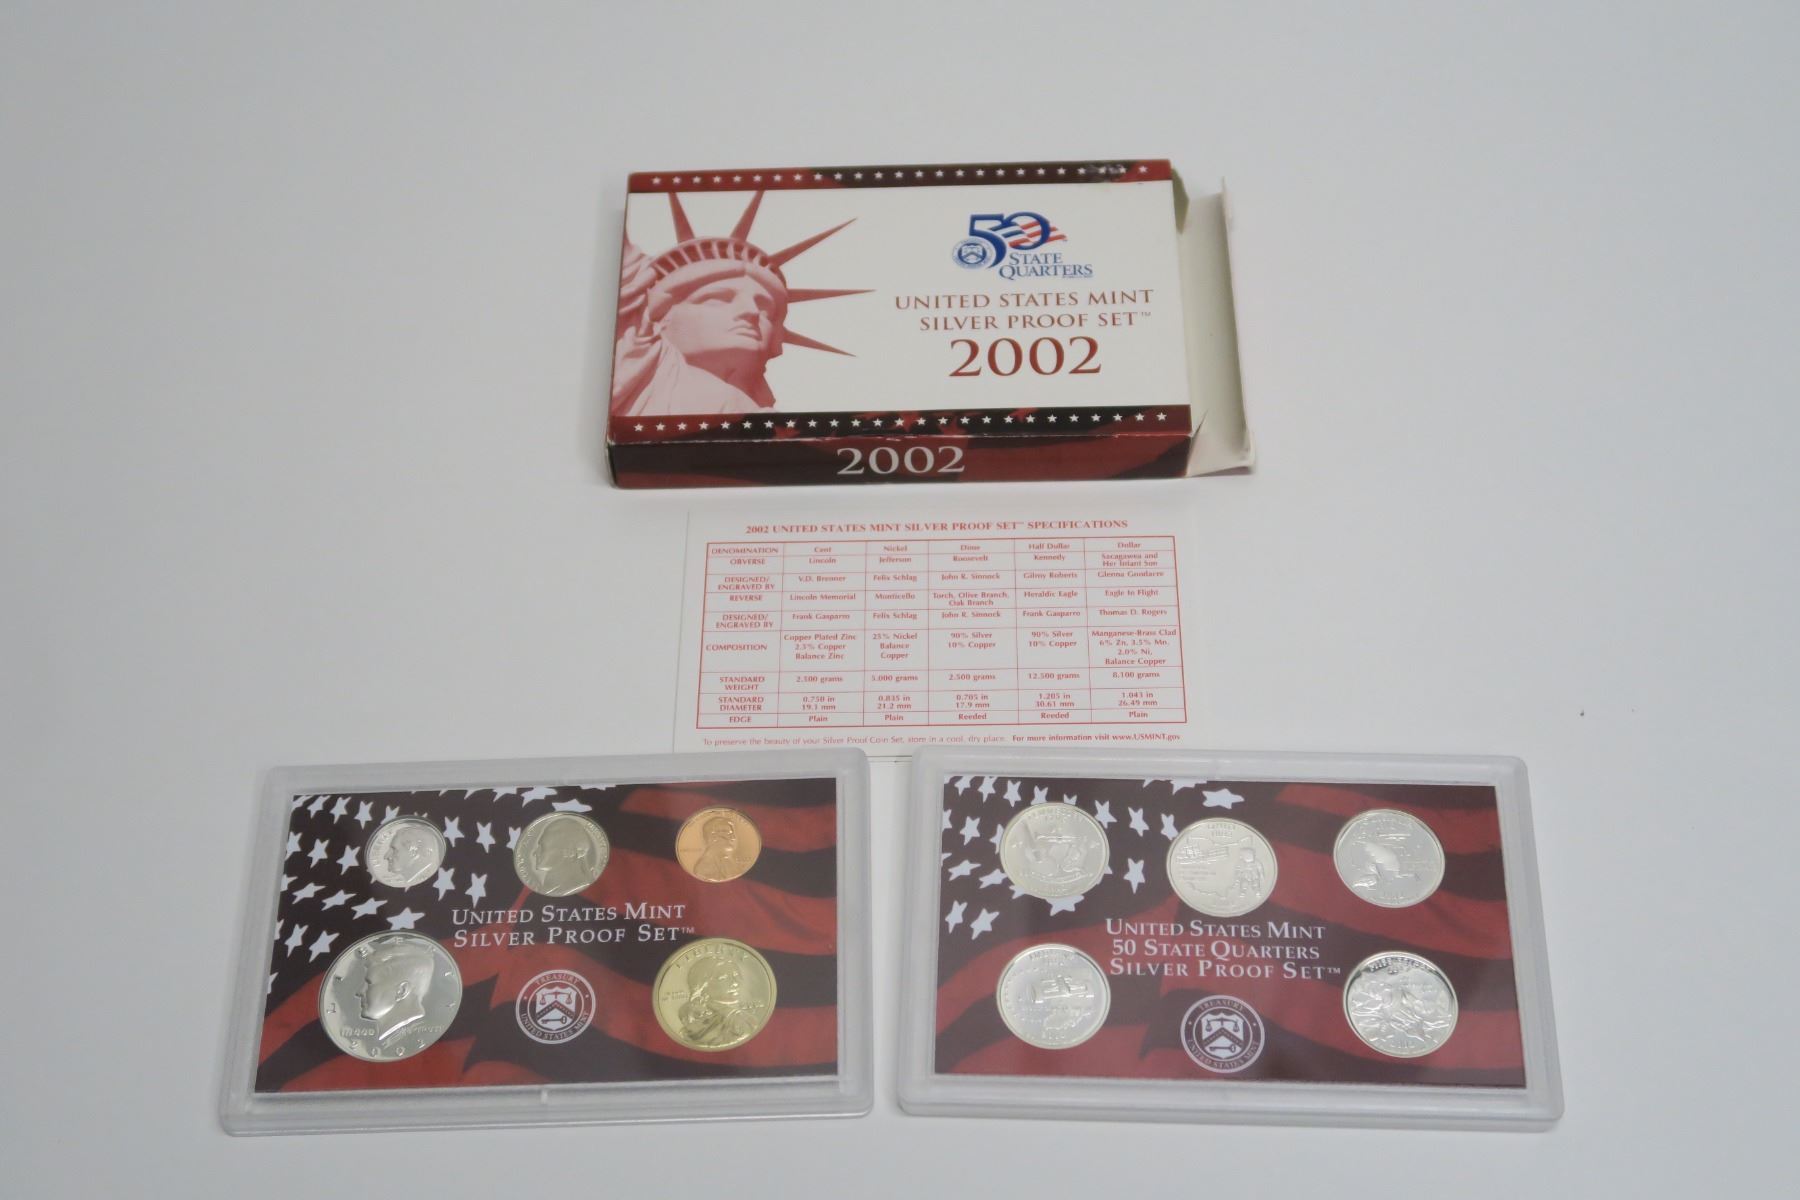 50
STATE
QUARTERS
UNITED STATES MINT
SILVER PROOF SET™
2002
2002
2002 UNITED STATES MINT SILVER PROOF SET™ SPECIFICATIONS
DENOMINATION Cent Nickel Dime Half Dollar Dollar
OBVERSE Lincoln Jefferson Roosevelt Kennedy Sacagawea and
Her Infant Son
DESIGNED/ V.D. Brenner Felix Schlag John R. Sinnock Gilroy Roberts Glenna Goodacre
ENGRAVED BY
REVERSE Lincoln Memorial Monticello Torch, Olive Branch, Heraldic Eagle Eagle in Flight
Oak Branch
DESIGNED/ Frank Gasparro Felix Schlag John R. Sinnock Frank Gasparro Thomas D. Rogers
ENGRAVED BY
Copper Plated Zinc 25% Nickel 90% Silver 90% Silver Manganese-Brass Clad
COMPOSITION 2.5% Copper Balance 10% Copper 10% Copper 6% Zn, 3.5% Mn,
Balance Zinc Copper 2.0% Ni,
Balance Copper
STANDARD 2.500 grams 5.000 grams 2.500 grams 12.500 grams 8.100 grams
WEIGHT
STANDARD 0.750 in 0.835 in 0.705 in 1.205 in 1.043 in
DIAMETER 19.1 mm 21.2 mm 17.9 mm 30.61 mm 26.49 mm
EDGE Plain Plain Reeded Reeded Plain
To preserve the beauty of your Silver Proof Coin Set, store in a cool, dry place. For more information visit www.USMINT.gov
UNITED STATES MINT
SILVER PROOF SET™
LIBERTY
2002
LIBERTY
TREASURY
UNITED STATES MINT
UNITED STATES MINT
50 STATE QUARTERS
SILVER PROOF SET™
TREASURY
UNITED STATES MINT